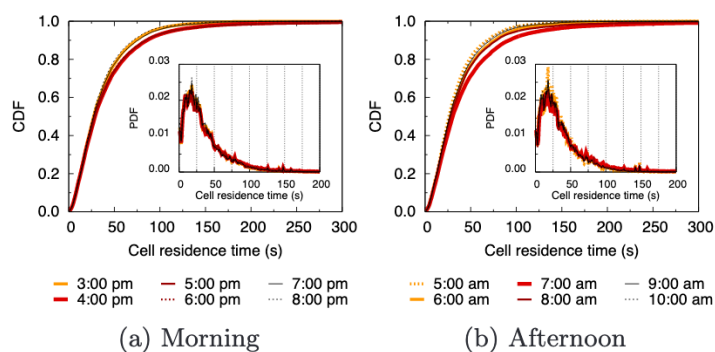 1.0
0.8
0.6
0.4
0.2
0.0
CDF
0 50 100 150 200 250 300
Cell residence time (s)
0.03
0.02
0.01
0.00
PDF
0 50 100 150 200
Cell residence time (s)
3:00 pm 5:00 pm 7:00 pm
4:00 pm 6:00 pm 8:00 pm
(a) Morning
1.0
0.8
0.6
0.4
0.2
0.0
CDF
0 50 100 150 200 250 300
Cell residence time (s)
0.03
0.02
0.01
0.00
PDF
0 50 100 150 200
Cell residence time (s)
5:00 am 7:00 am 9:00 am
6:00 am 8:00 am 10:00 am
(b) Afternoon